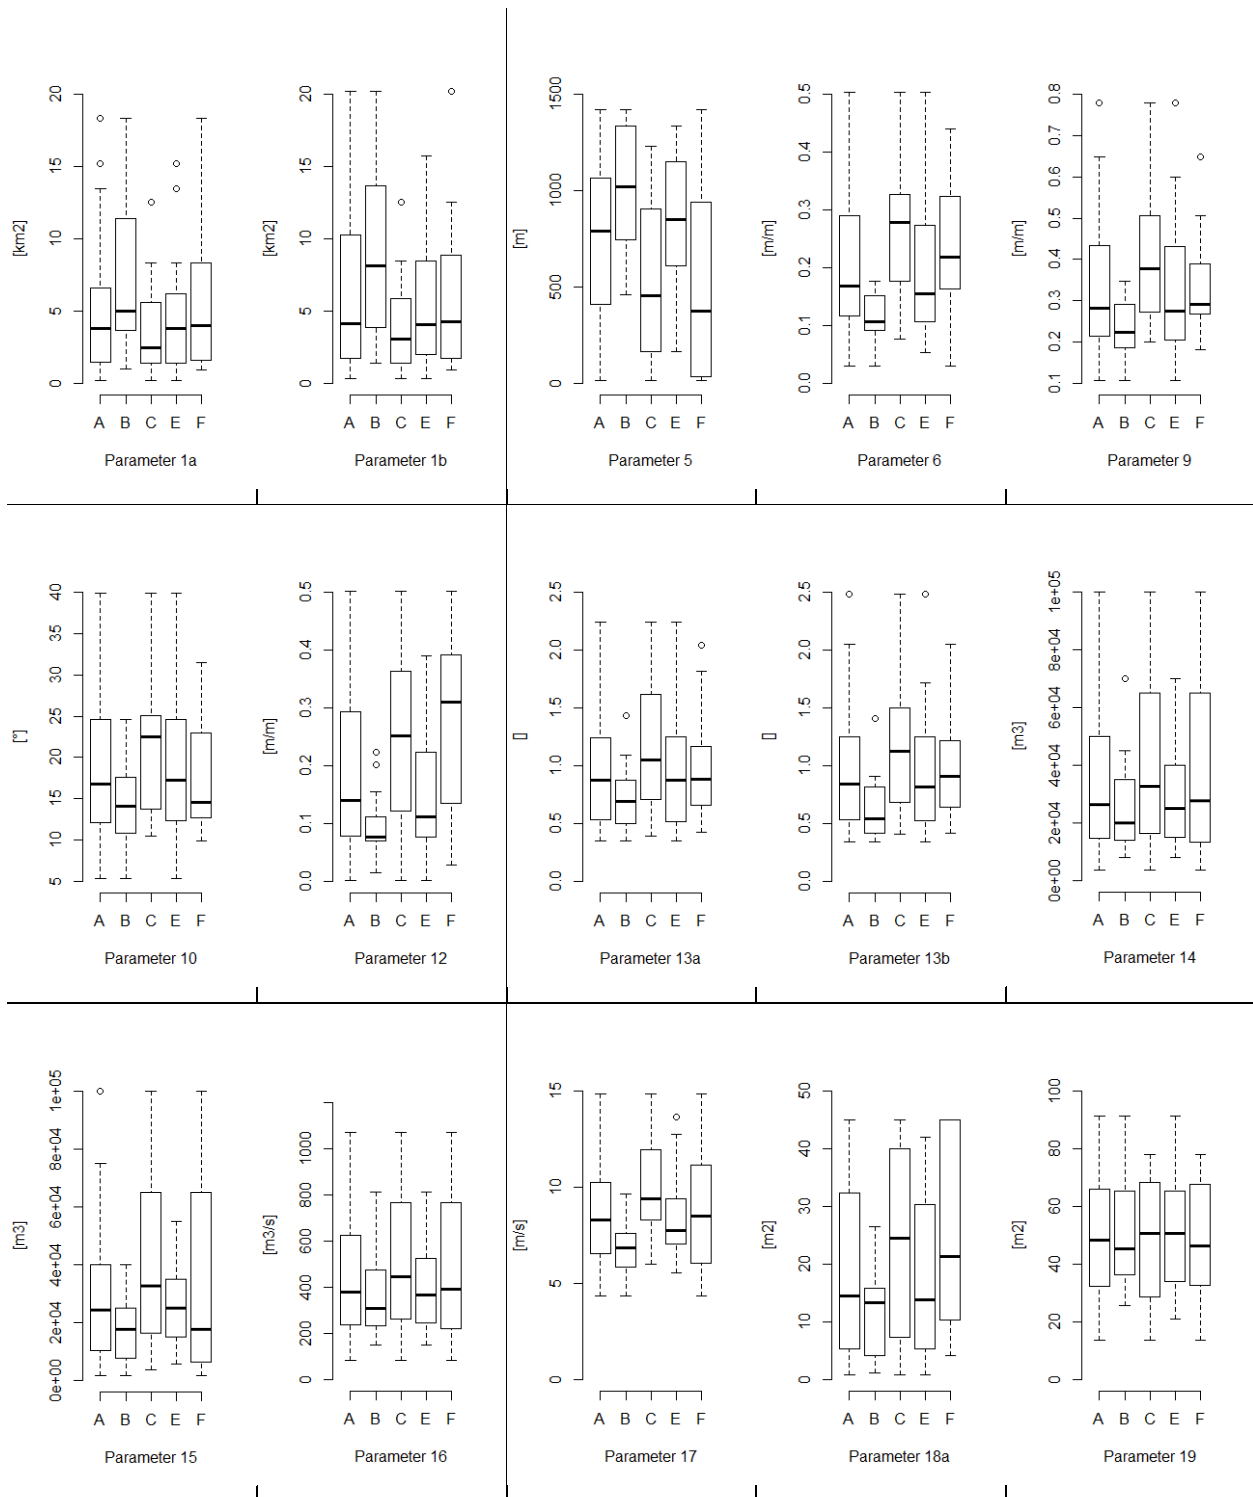 [km2]
0 5 10 15 20
A B C E F
Parameter 1a
[km2]
0 5 10 15 20
A B C E F
Parameter 1b
[m]
0 500 1000 1500
A B C E F
Parameter 5
[m/m]
0.0 0.1 0.2 0.3 0.4 0.5
A B C E F
Parameter 6
[m/m]
0.1 0.2 0.3 0.4 0.5 0.6 0.7 0.8
A B C E F
Parameter 9
[°]
5 10 15 20 25 30 35 40
A B C E F
Parameter 10
[m/m]
0.0 0.1 0.2 0.3 0.4 0.5
A B C E F
Parameter 12
[]
0.0 0.5 1.0 1.5 2.0 2.5
A B C E F
Parameter 13a
[]
0.0 0.5 1.0 1.5 2.0 2.5
A B C E F
Parameter 13b
[m3]
0e+00 2e+04 4e+04 6e+04 8e+04 1e+05
A B C E F
Parameter 14
[m3]
0e+00 2e+04 4e+04 6e+04 8e+04 1e+05
A B C E F
Parameter 15
[m3/s]
0 200 400 600 800 1000
A B C E F
Parameter 16
[m/s]
0 5 10 15
A B C E F
Parameter 17
[m2]
0 10 20 30 40 50
A B C E F
Parameter 18a
[m2]
0 20 40 60 80 100
A B C E F
Parameter 19